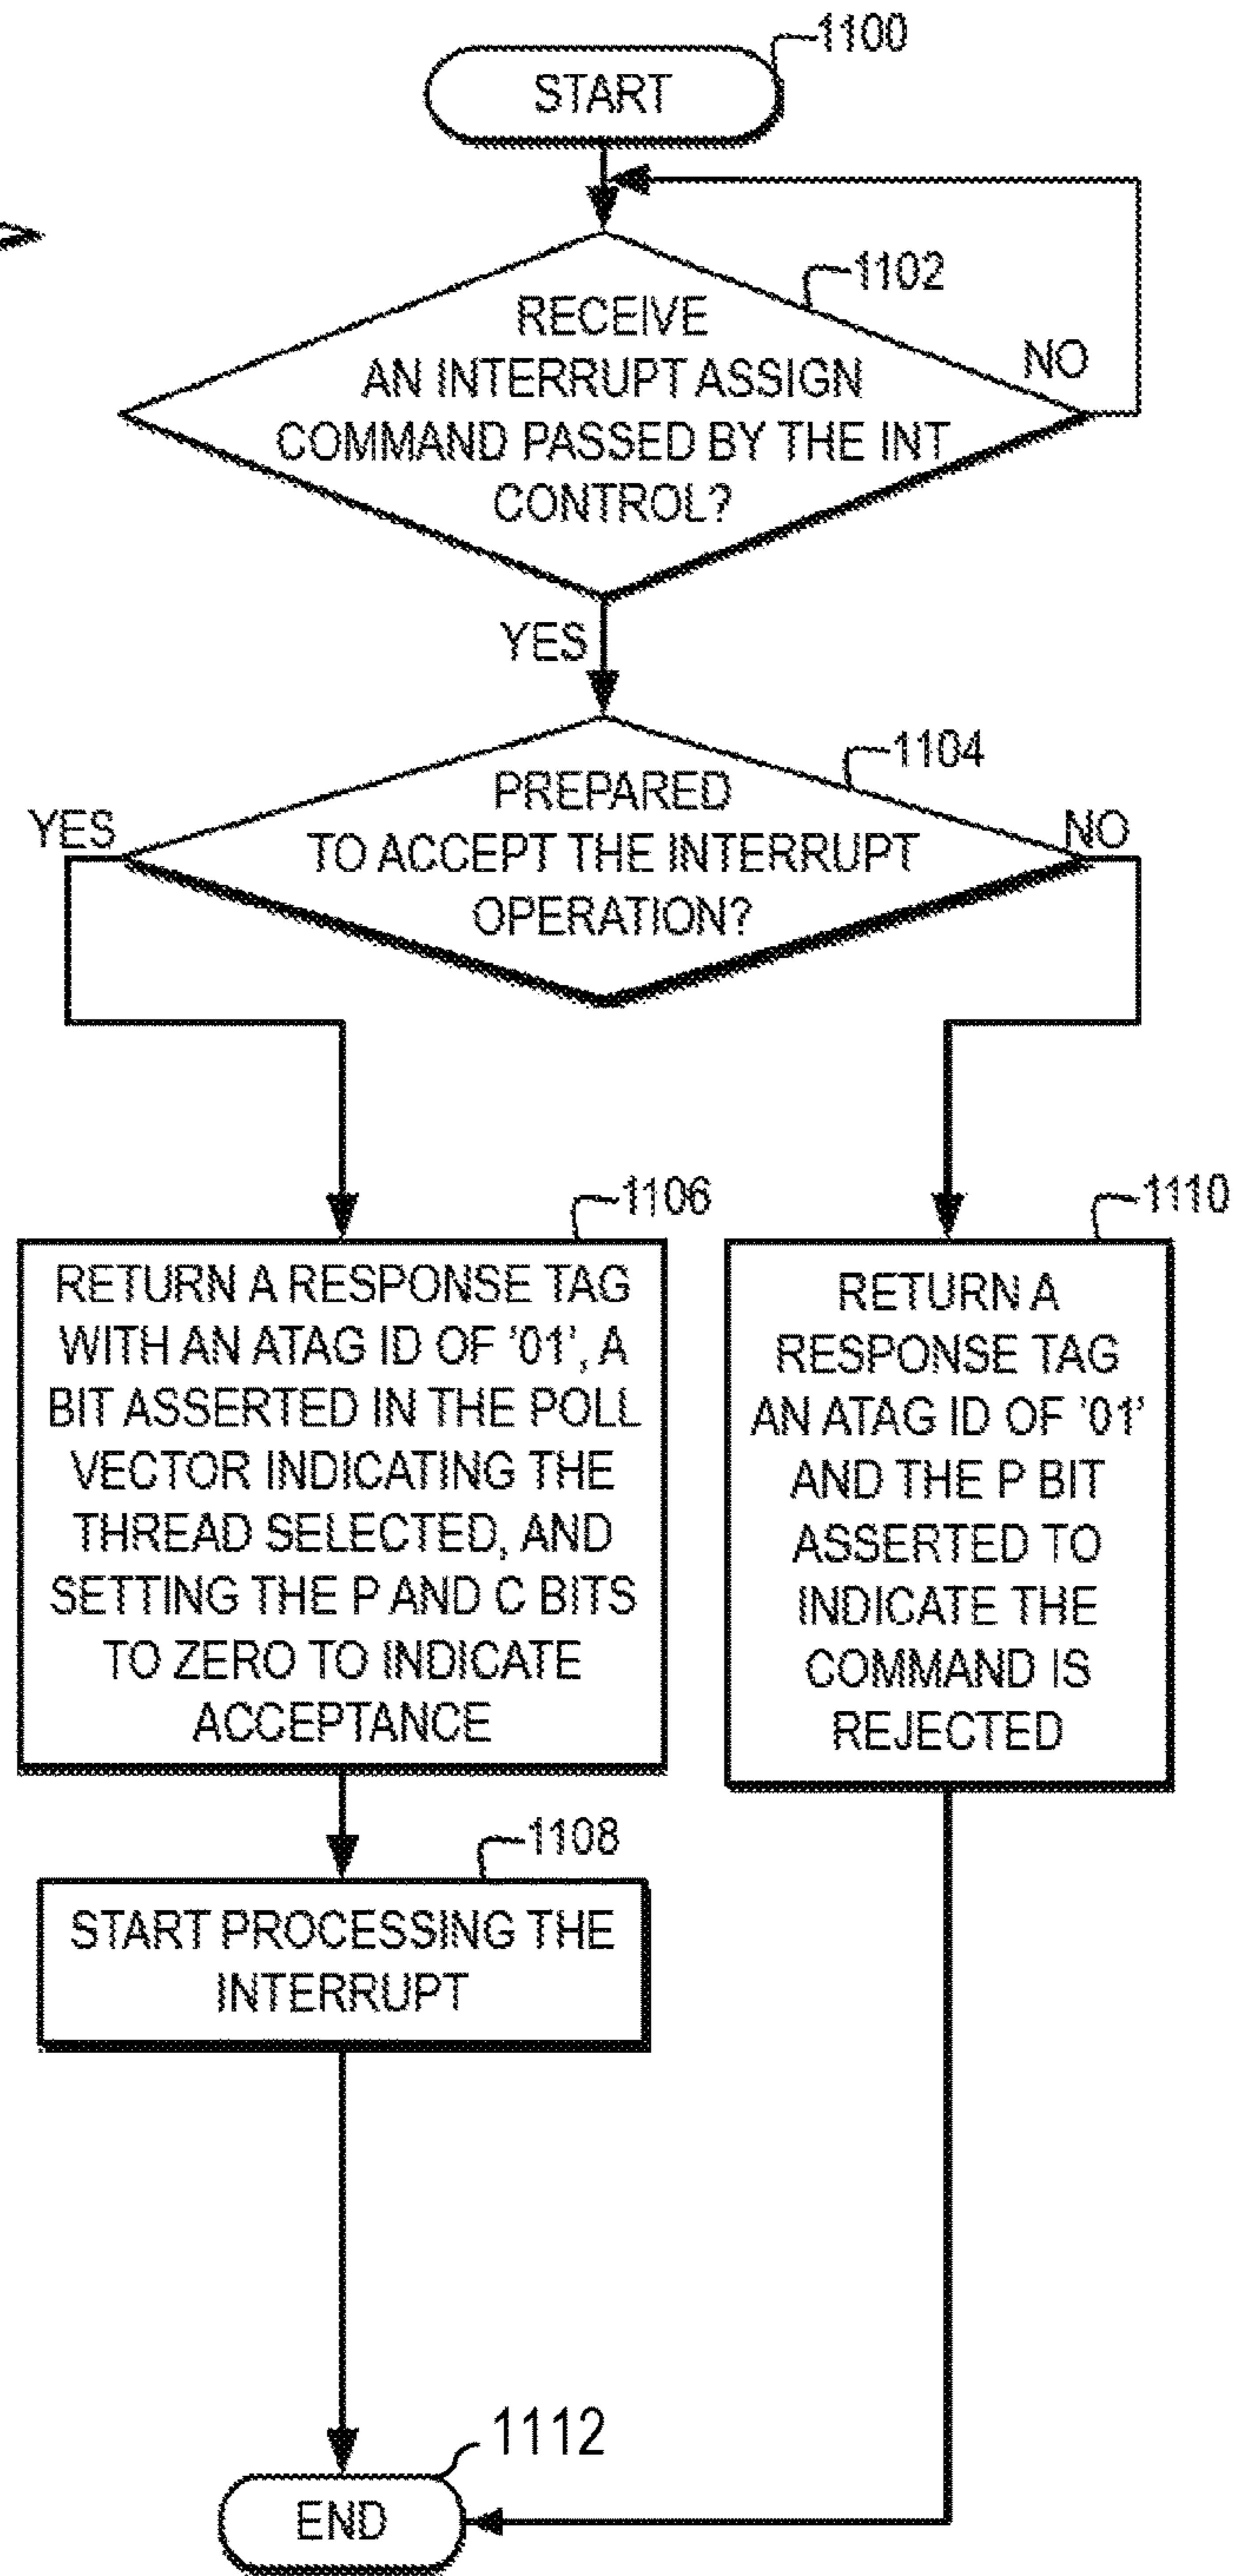 1100
START
1102
RECEIVE
AN INTERRUPT ASSIGN
COMMAND PASSED BY THE INT
CONTROL?
NO
YES
1104
PREPARED
TO ACCEPT THE INTERRUPT
OPERATION?
YES
NO
1106
RETURN A RESPONSE TAG
WITH AN ATAG ID OF '01', A
BIT ASSERTED IN THE POLL
VECTOR INDICATING THE
THREAD SELECTED, AND
SETTING THE P AND C BITS
TO ZERO TO INDICATE
ACCEPTANCE
1110
RETURN A
RESPONSE TAG
AN ATAG ID OF '01'
AND THE P BIT
ASSERTED TO
INDICATE THE
COMMAND IS
REJECTED
1108
START PROCESSING THE
INTERRUPT
1112
END